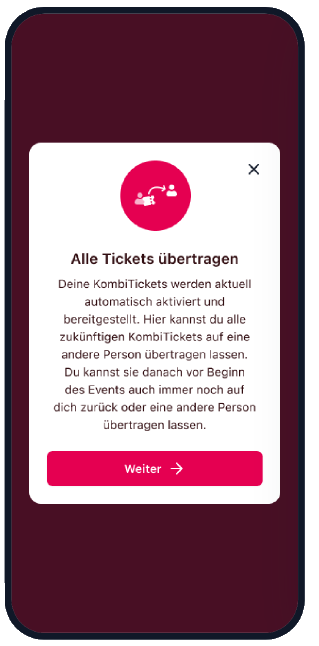 Alle Tickets übertragen
Deine KombiTickets werden aktuell
automatisch aktiviert und
bereitgestellt. Hier kannst du alle
zukünftigen KombiTickets auf eine
andere Person übertragen lassen.
Du kannst sie danach vor Beginn
des Events auch immer noch auf
dich zurück oder eine andere Person
übertragen lassen.
Weiter